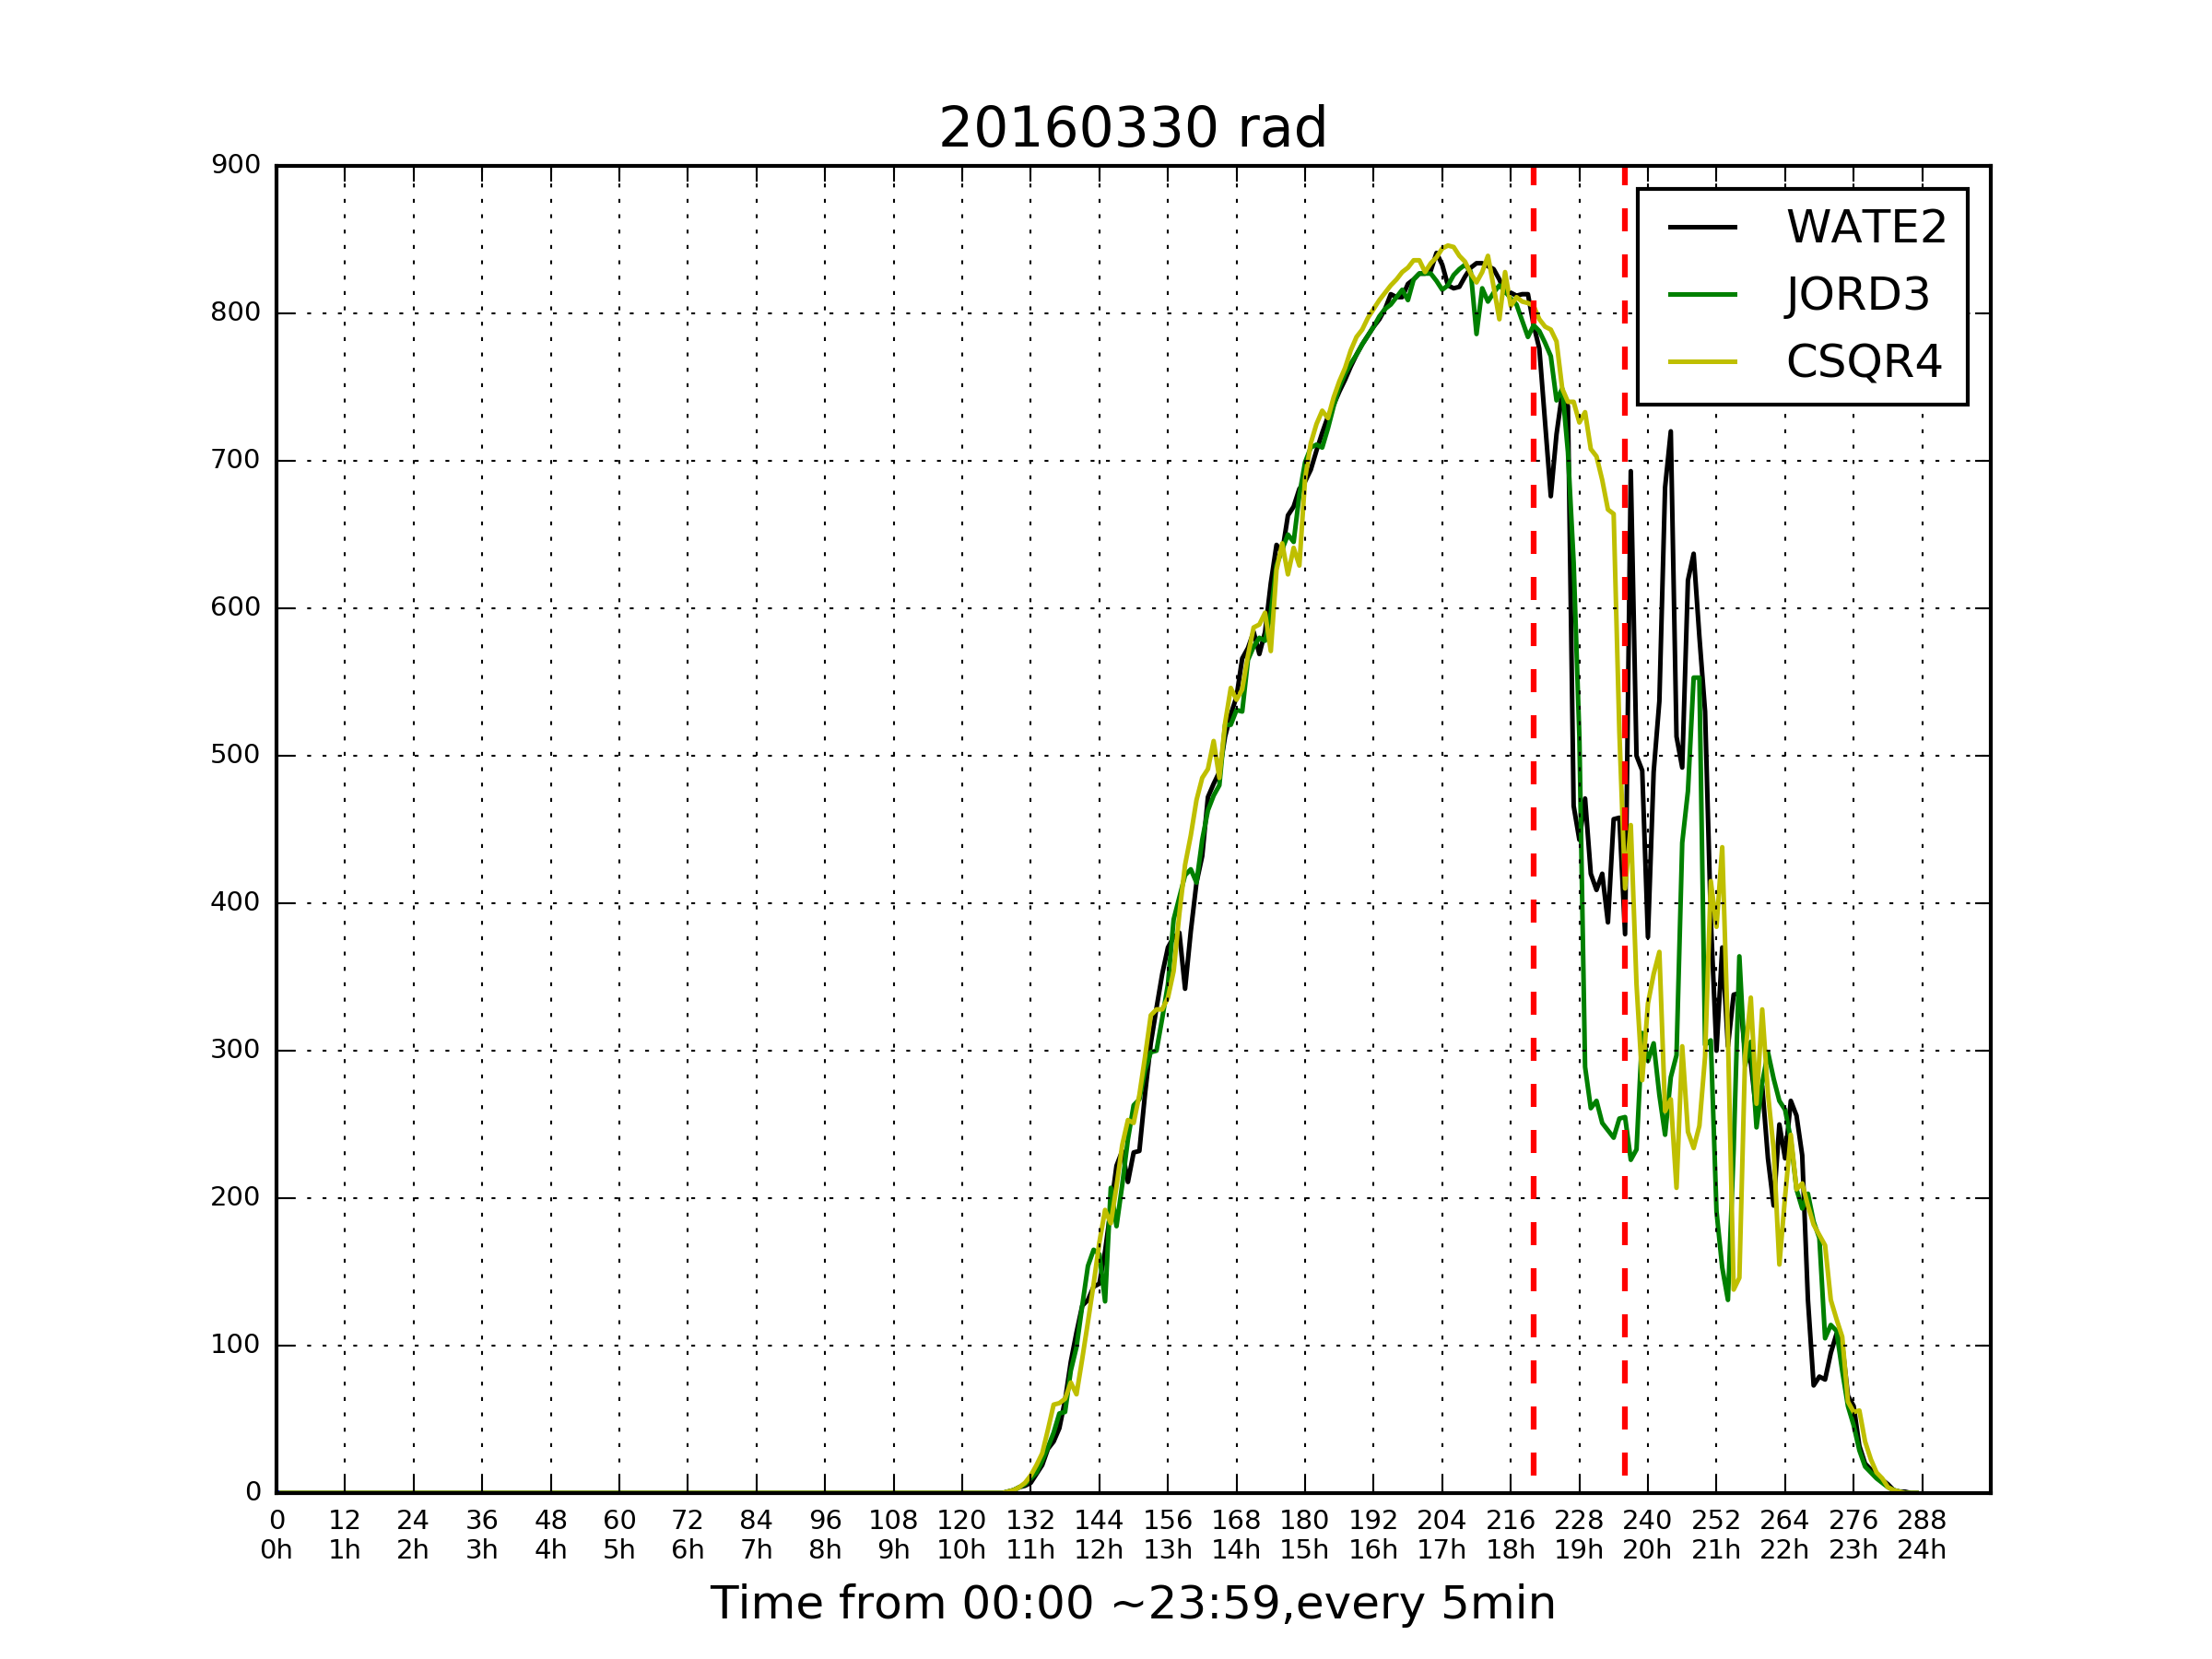 20160330 rad
900
800
700
600
500
400
300
200
100
0
WATE2
JORD3
CSQR4
0 12 24 36 48 60 72 84 96 108 120 132 144 156 168 180 192 204 216 228 240 252 264 276 288
0h 1h 2h 3h 4h 5h 6h 7h 8h 9h 10h 11h 12h 13h 14h 15h 16h 17h 18h 19h 20h 21h 22h 23h 24h
Time from 00:00 ~23:59,every 5min